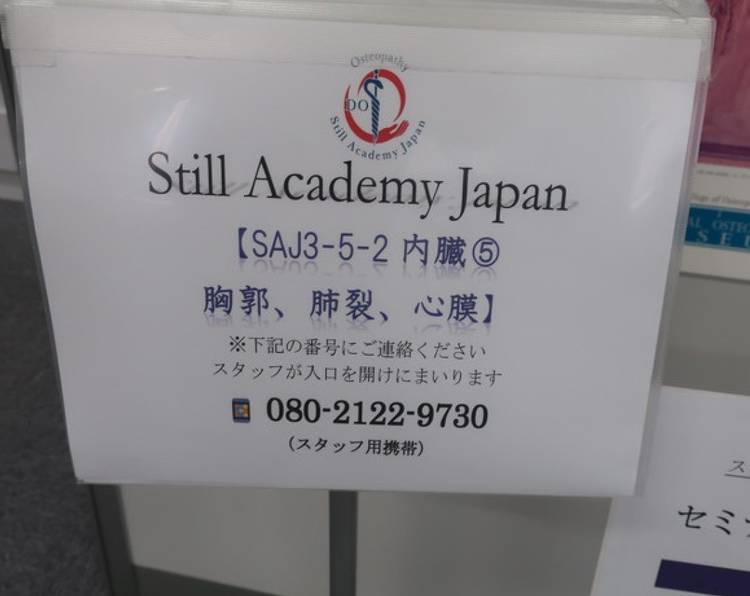 Osteopathy
DO
Still Academy Japan
Still Academy Japan
【SAJ3-5-2 内臓⑤
胸郭、肺裂、心膜】
※下記の番号にご連絡ください
スタッフが入口を開けにまいります
080-2122-9730
（スタッフ用携帯）
セミ